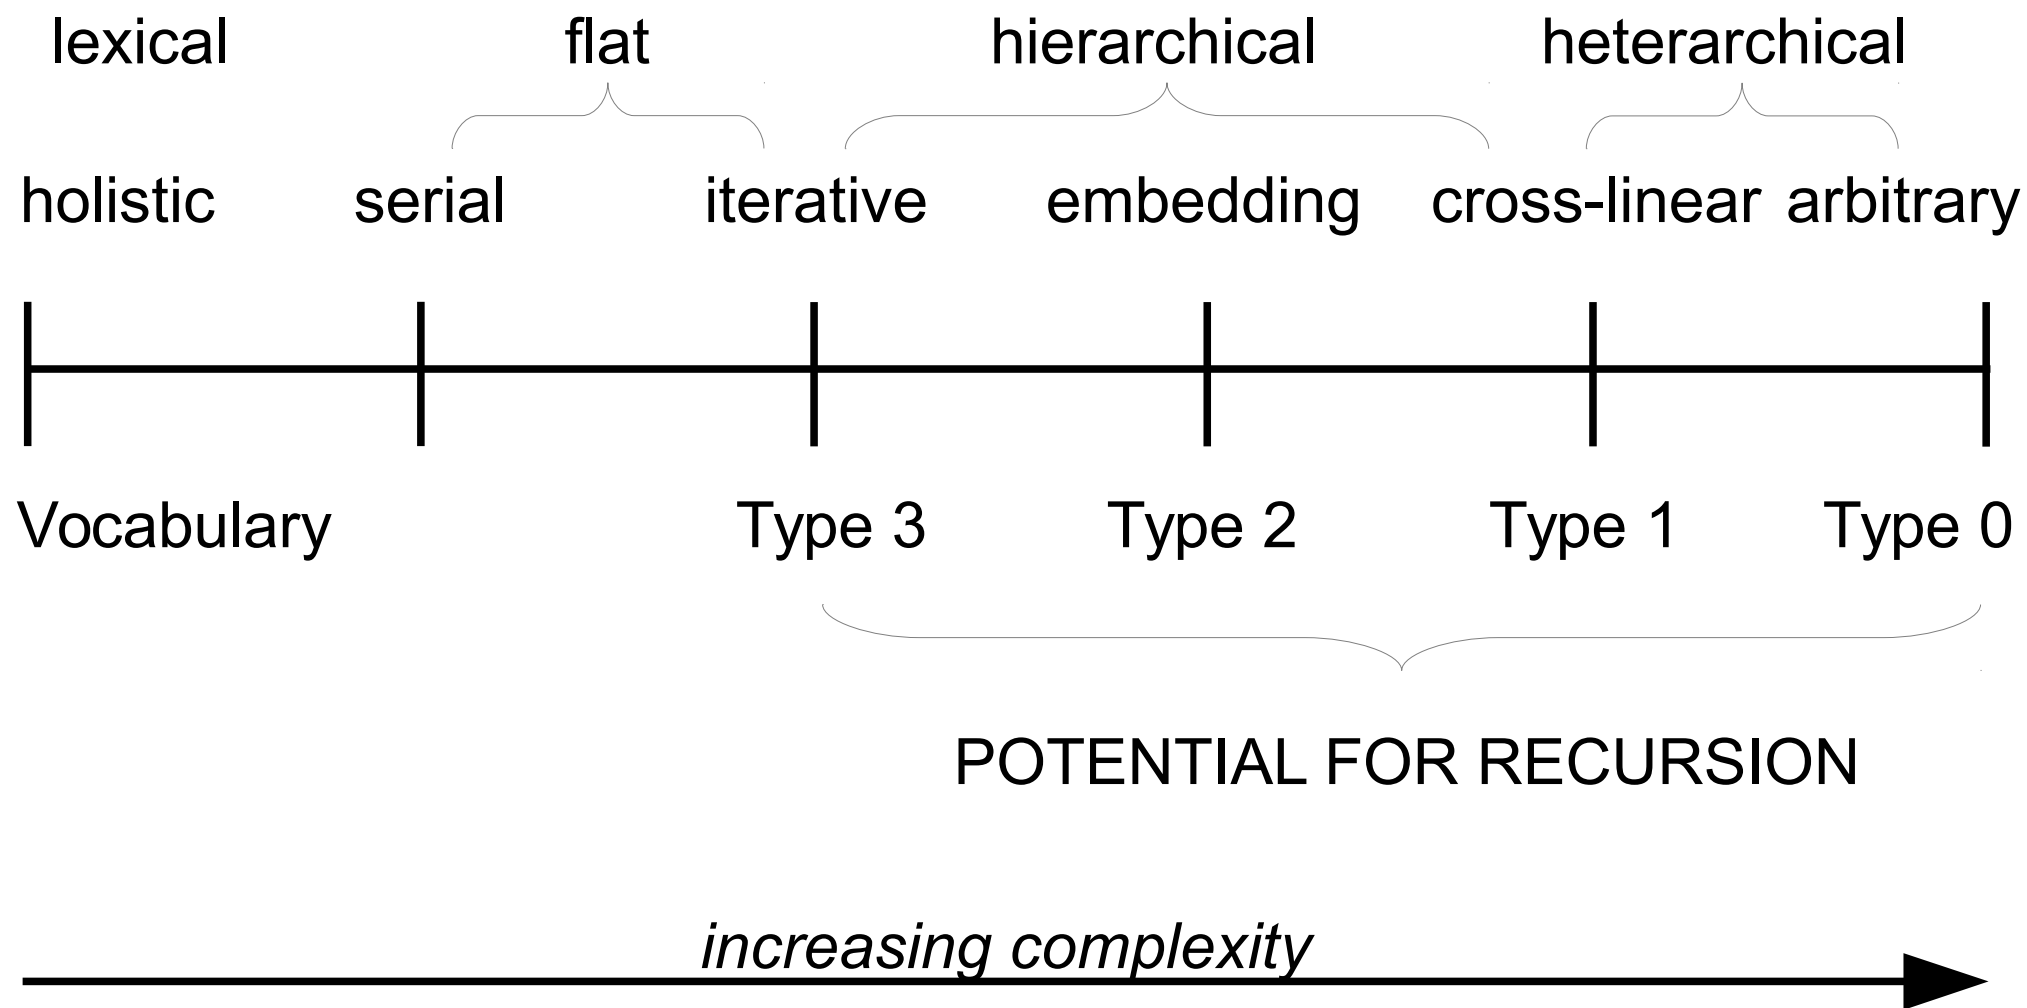 lexical flat hierarchical heterarchical
holistic serial iterative embedding cross-linear arbitrary
Vocabulary Type 3 Type 2 Type 1 Type 0
POTENTIAL FOR RECURSION
increasing complexity